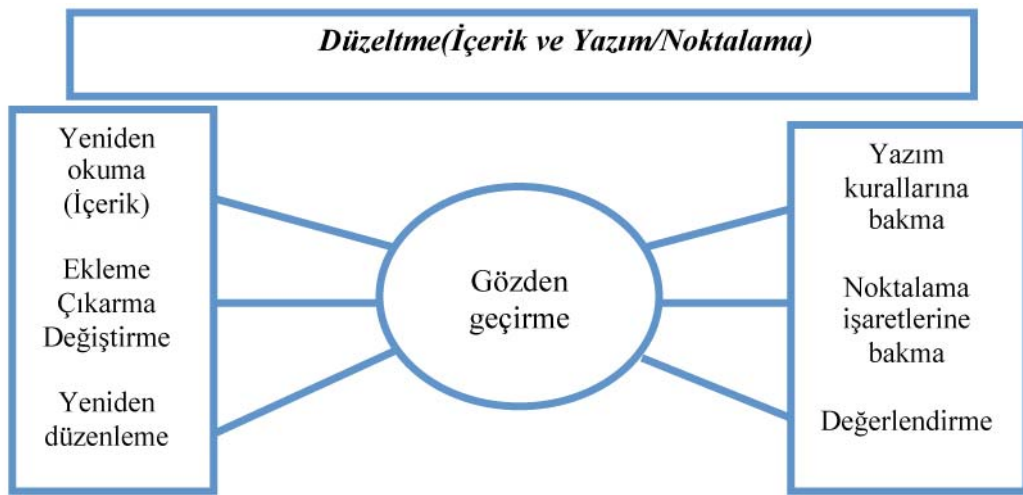 Düzeltme(İçerik ve Yazım/Noktalama)
Yeniden
okuma
(İçerik)
Ekleme
Çıkarma
Değiştirme
Yeniden
düzenleme
Gözden
geçirme
Yazım
kurallarına
bakma
Noktalama
işaretlerine
bakma
Değerlendirme